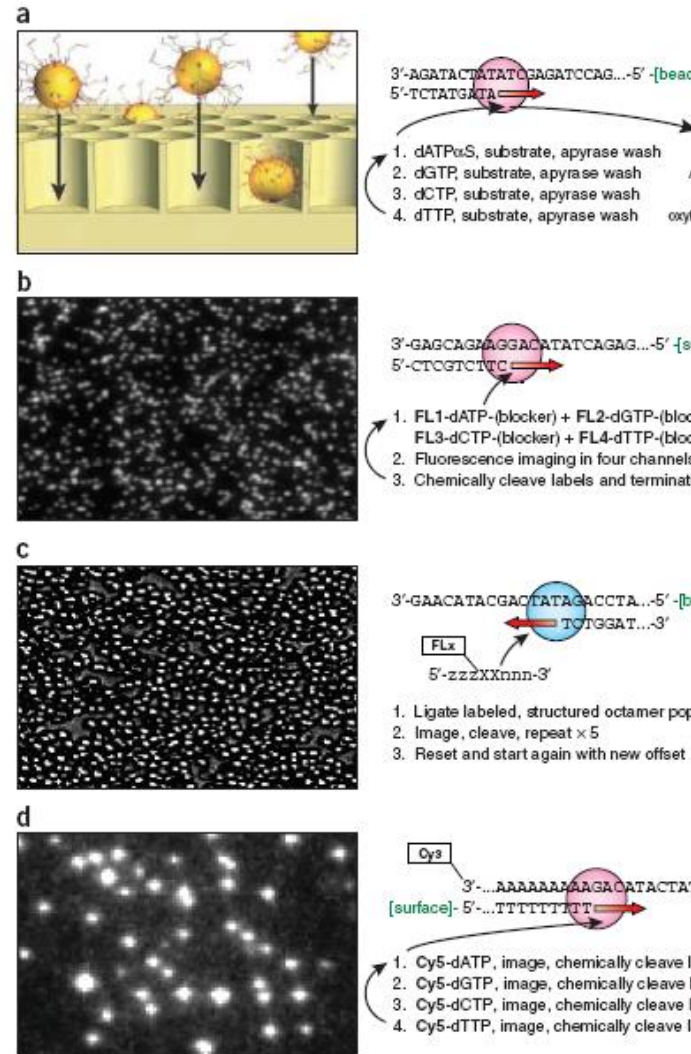 a
3′-AGATACTATATCGAGATCCAG...-5′ -[bead
5′-TCTATGATA
1. dATPαS, substrate, apyrase wash
2. dGTP, substrate, apyrase wash
3. dCTP, substrate, apyrase wash
4. dTTP, substrate, apyrase wash
b
3′-GAGCAGAAGGACATATCAGAG...-5′ -[s
5′-CTCGTCTTC
1. FL1-dATP-(blocker) + FL2-dGTP-(bloc
FL3-dCTP-(blocker) + FL4-dTTP-(bloc
2. Fluorescence imaging in four channels
3. Chemically cleave labels and terminat
c
3′-GAACATACGACTATAGACCTA...-5′ -[b
TCTGGAT...-3′
FLx
5′-zzzXXnnn-3′
1. Ligate labeled, structured octamer pop
2. Image, cleave, repeat × 5
3. Reset and start again with new offset
d
Cy3
3′-...AAAAAAAAAAGACATACTAT
[surface]- 5′-...TTTTTTTTTT
1. Cy5-dATP, image, chemically cleave l
2. Cy5-dGTP, image, chemically cleave l
3. Cy5-dCTP, image, chemically cleave l
4. Cy5-dTTP, image, chemically cleave l